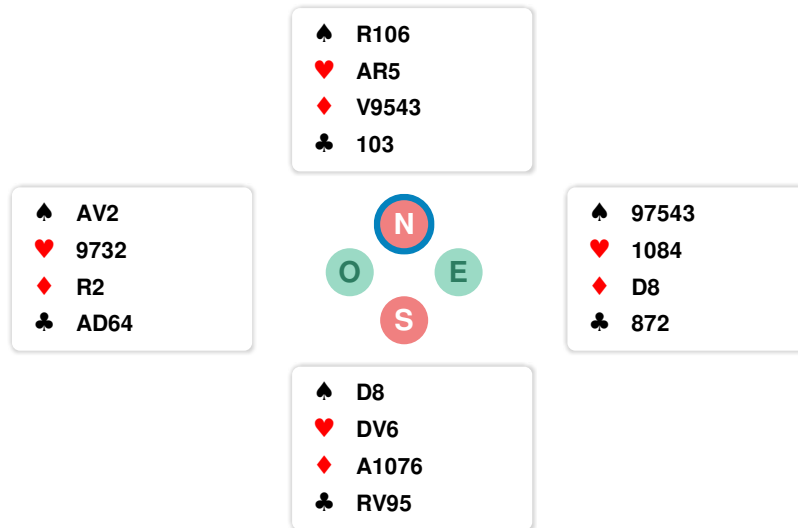 ♠ R106
♥ AR5
♦ V9543
♣ 103
♠ AV2
♥ 9732
♦ R2
♣ AD64
N
O E
S
♠ 97543
♥ 1084
♦ D8
♣ 872
♠ D8
♥ DV6
♦ A1076
♣ RV95